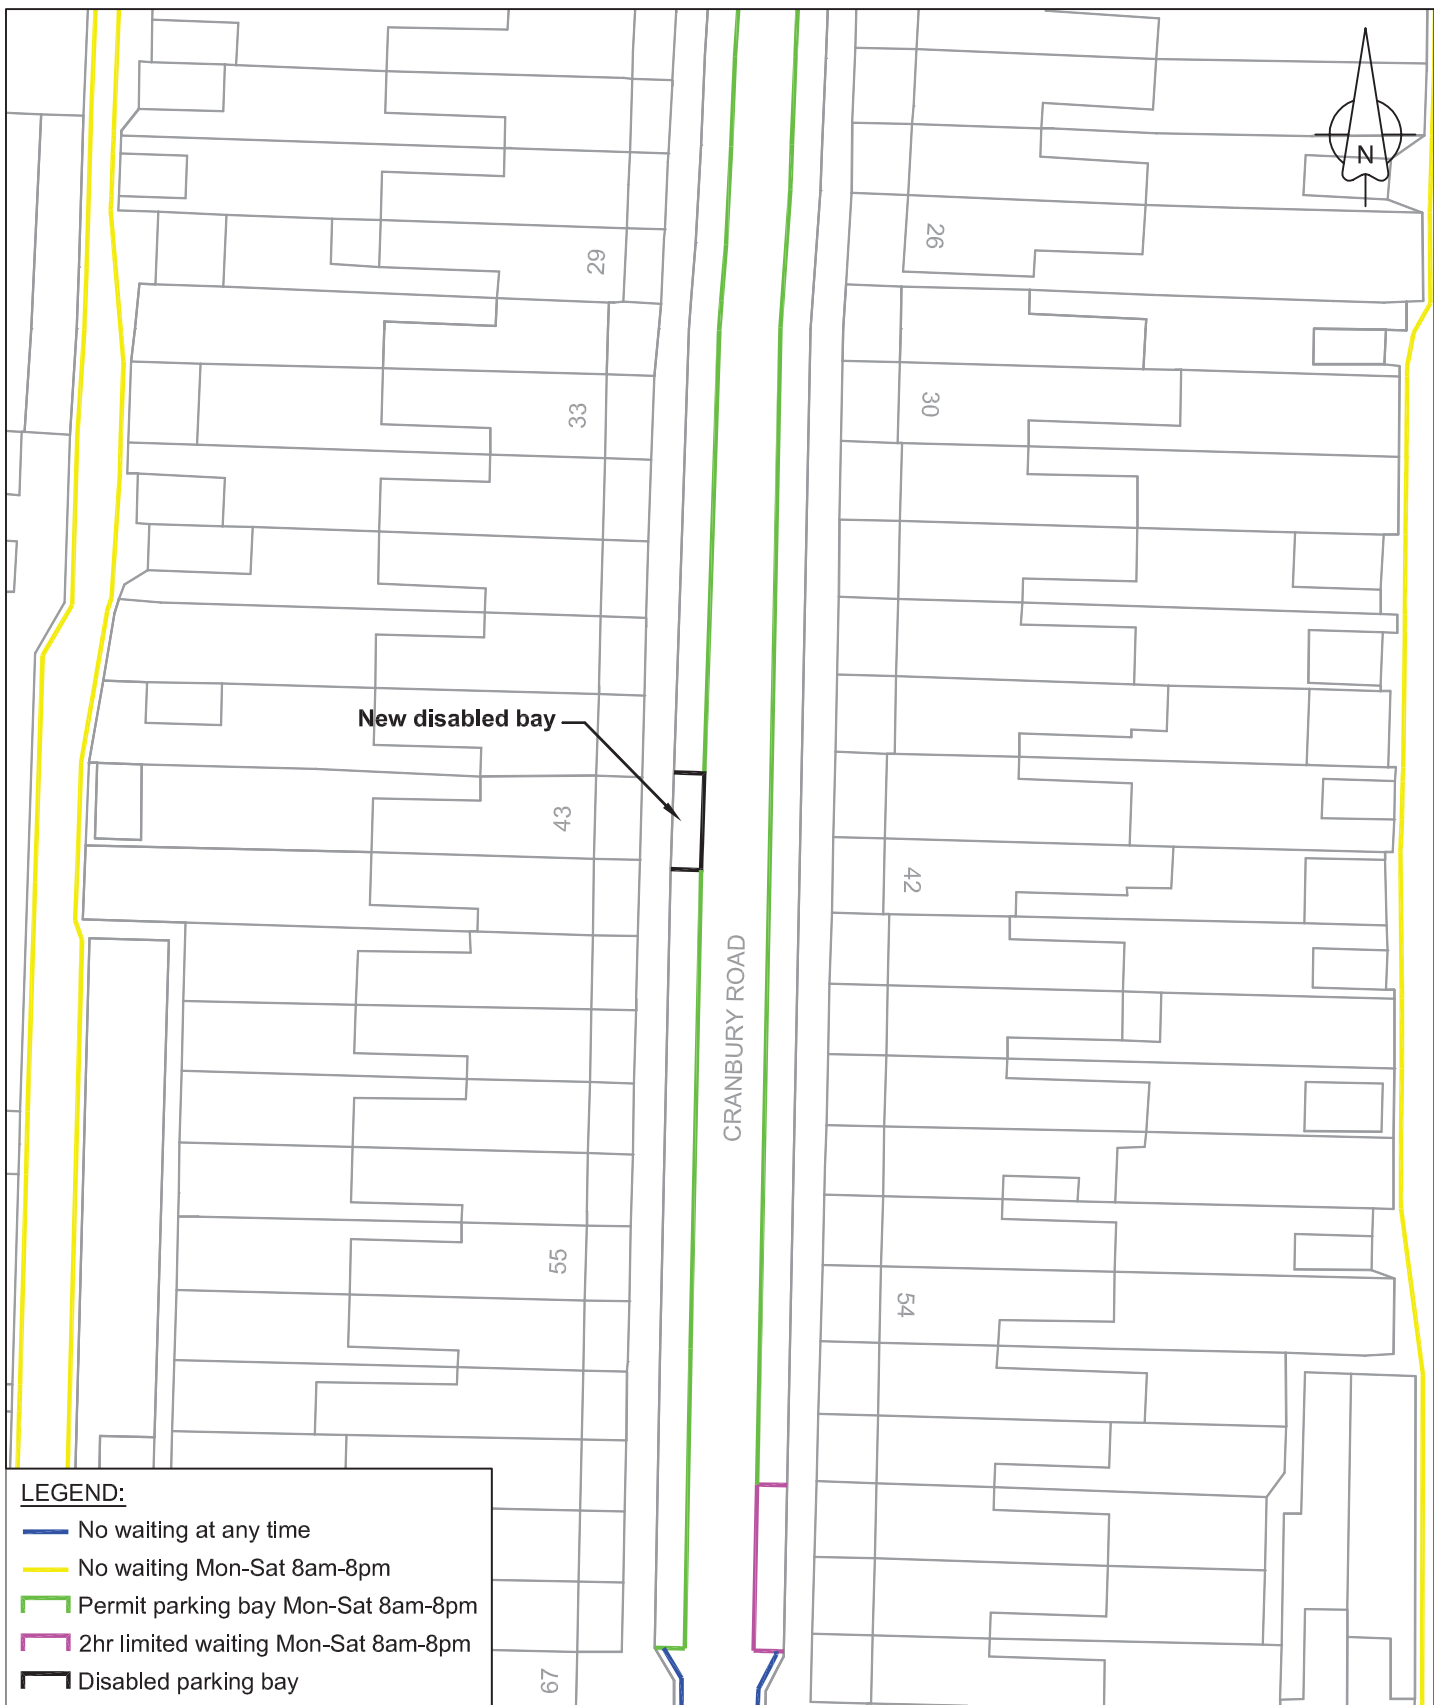 N
26
29
30
33
New disabled bay
43
42
CRANBURY ROAD
55
54
67
LEGEND:
No waiting at any time
No waiting Mon-Sat 8am-8pm
Permit parking bay Mon-Sat 8am-8pm
2hr limited waiting Mon-Sat 8am-8pm
Disabled parking bay